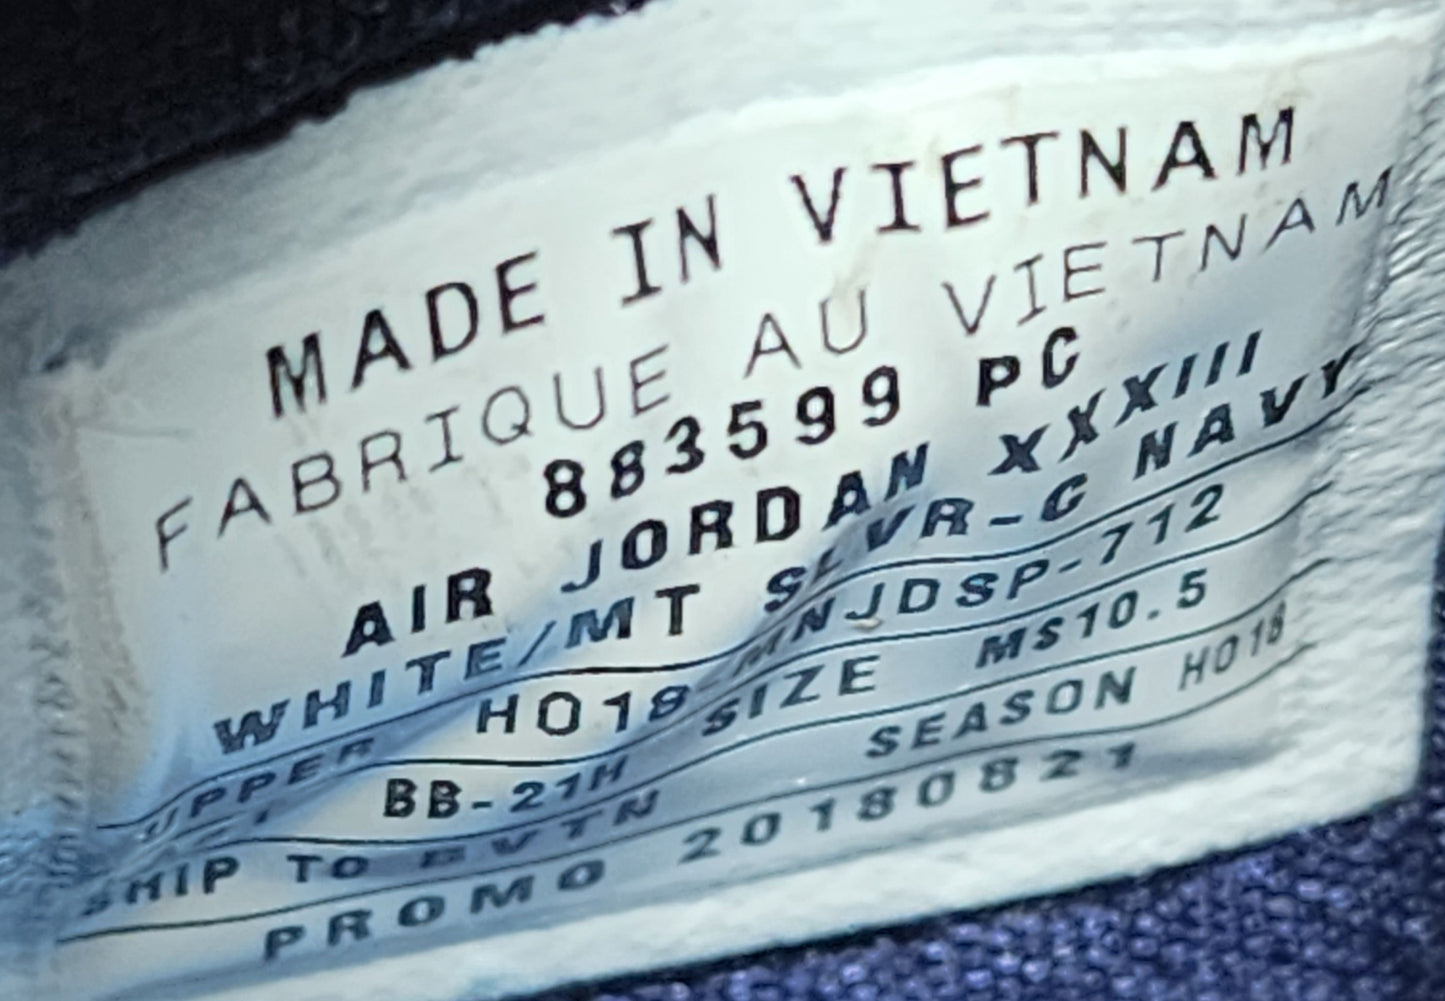 MADE IN VIETNAM
FABRIQUE AU VIETNAM
883599 PC
AIR JORDAN XXXIII
WHITE/MT SLVR-C NAVY
UPPER HO18-MNJDSP-712
BB-21H SIZE MS10.5
SHIP TO BVTN SEASON HO18
PROMO 20180821